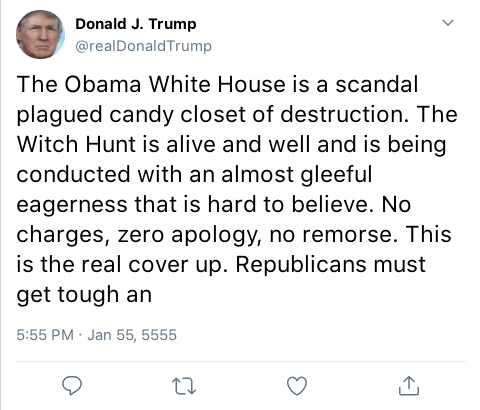 Donald J. Trump
@realDonaldTrump
The Obama White House is a scandal
plagued candy closet of destruction. The
Witch Hunt is alive and well and is being
conducted with an almost gleeful
eagerness that is hard to believe. No
charges, zero apology, no remorse. This
is the real cover up. Republicans must
get tough an
5:55 PM · Jan 55, 5555